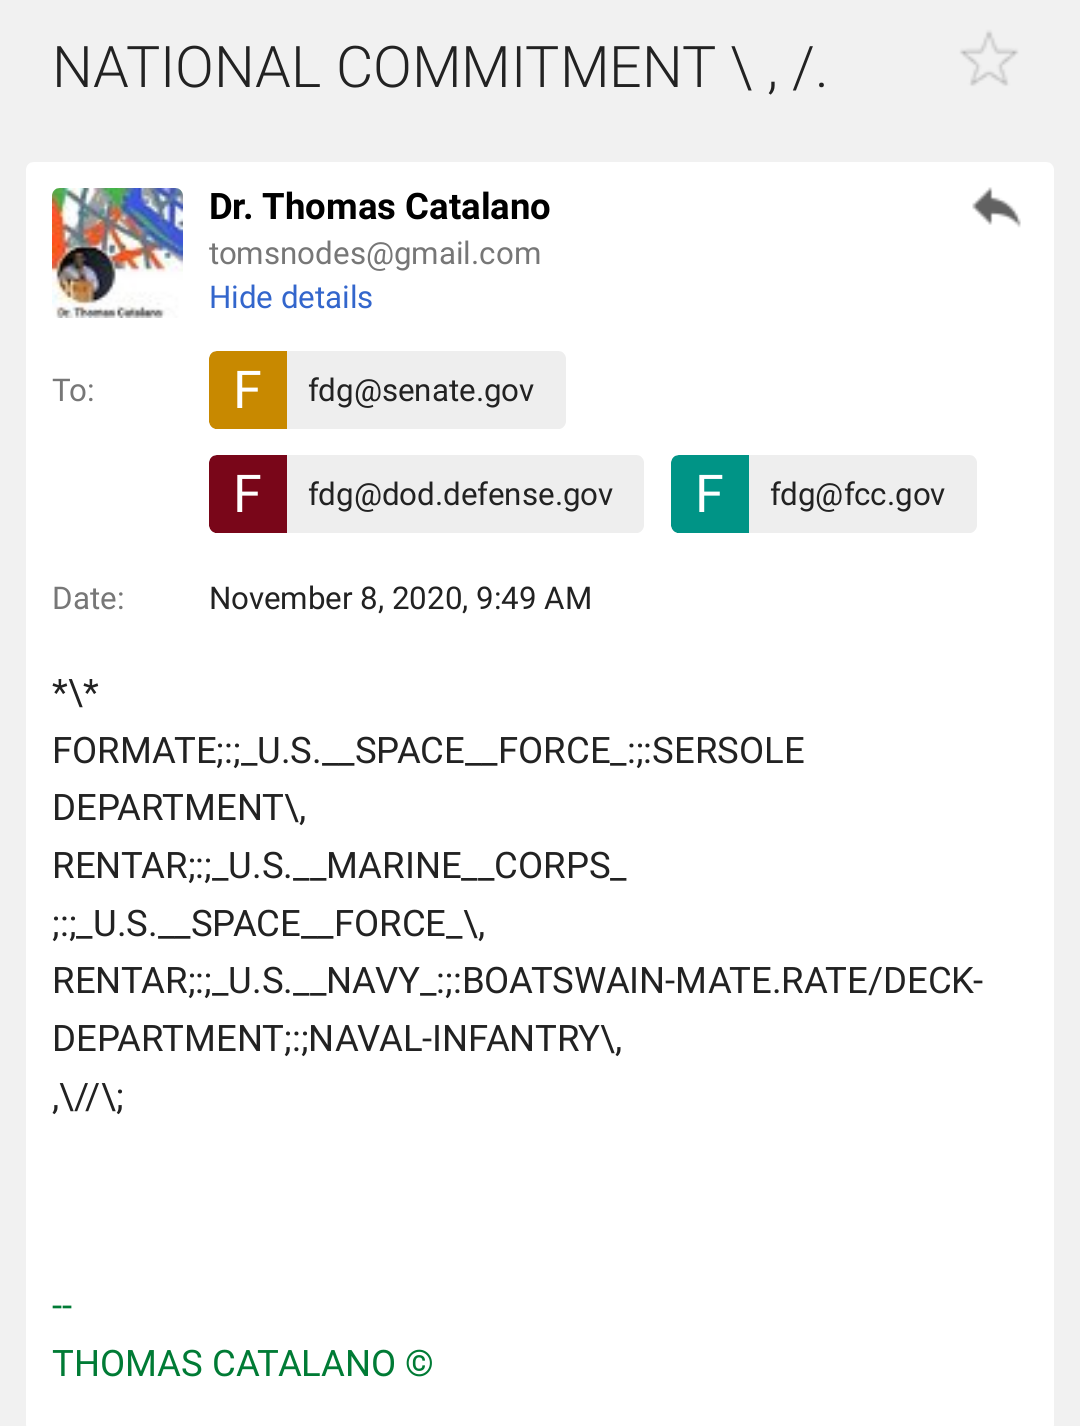 NATIONAL COMMITMENT \ , /.
Dr. Thomas Catalano
tomsnodes@gmail.com
Hide details
Dr. Thomas Catalano
To:
F fdg@senate.gov
F fdg@dod.defense.gov F fdg@fcc.gov
Date: November 8, 2020, 9:49 AM
*\*
FORMATE;:;_U.S.__SPACE__FORCE_:;:SERSOLE
DEPARTMENT\,
RENTAR;:;_U.S.__MARINE__CORPS_
;:;_U.S.__SPACE__FORCE_\,
RENTAR;:;_U.S.__NAVY_:;:BOATSWAIN-MATE.RATE/DECK-
DEPARTMENT;:;NAVAL-INFANTRY\,
,\//\;
--
THOMAS CATALANO ©